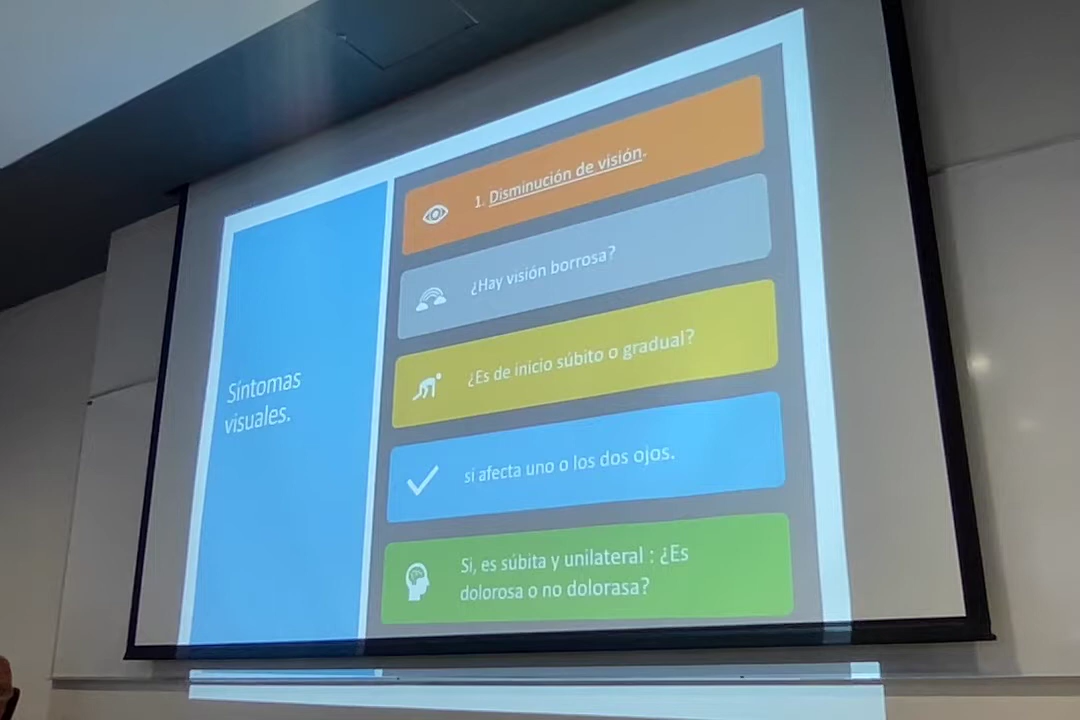 Síntomas
visuales.
1. Disminución de visión.
¿Hay visión borrosa?
¿Es de inicio súbito o gradual?
si afecta uno o los dos ojos.
Si, es súbita y unilateral : ¿Es
dolorosa o no dolorasa?